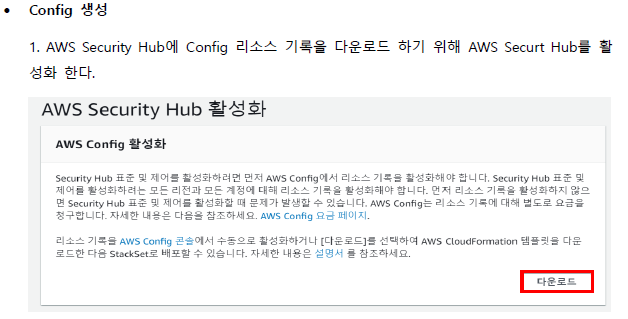 • Config 생성
1. AWS Security Hub에 Config 리소스 기록을 다운로드 하기 위해 AWS Securt Hub를 활
성화 한다.
AWS Security Hub 활성화
AWS Config 활성화
Security Hub 표준 및 제어를 활성화하려면 먼저 AWS Config에서 리소스 기록을 활성화해야 합니다. Security Hub 표준 및
제어를 활성화하려는 모든 리전과 모든 계정에 대해 리소스 기록을 활성화해야 합니다. 먼저 리소스 기록을 활성화하지 않으
면 Security Hub 표준 및 제어를 활성화할 때 문제가 발생할 수 있습니다. AWS Config는 리소스 기록에 대해 별도로 요금을
청구합니다. 자세한 내용은 다음을 참조하세요. AWS Config 요금 페이지.
리소스 기록을 AWS Config 콘솔에서 수동으로 활성화하거나 [다운로드]를 선택하여 AWS CloudFormation 템플릿을 다운
로드한 다음 StackSet로 배포할 수 있습니다. 자세한 내용은 설명서 를 참조하세요.
다운로드